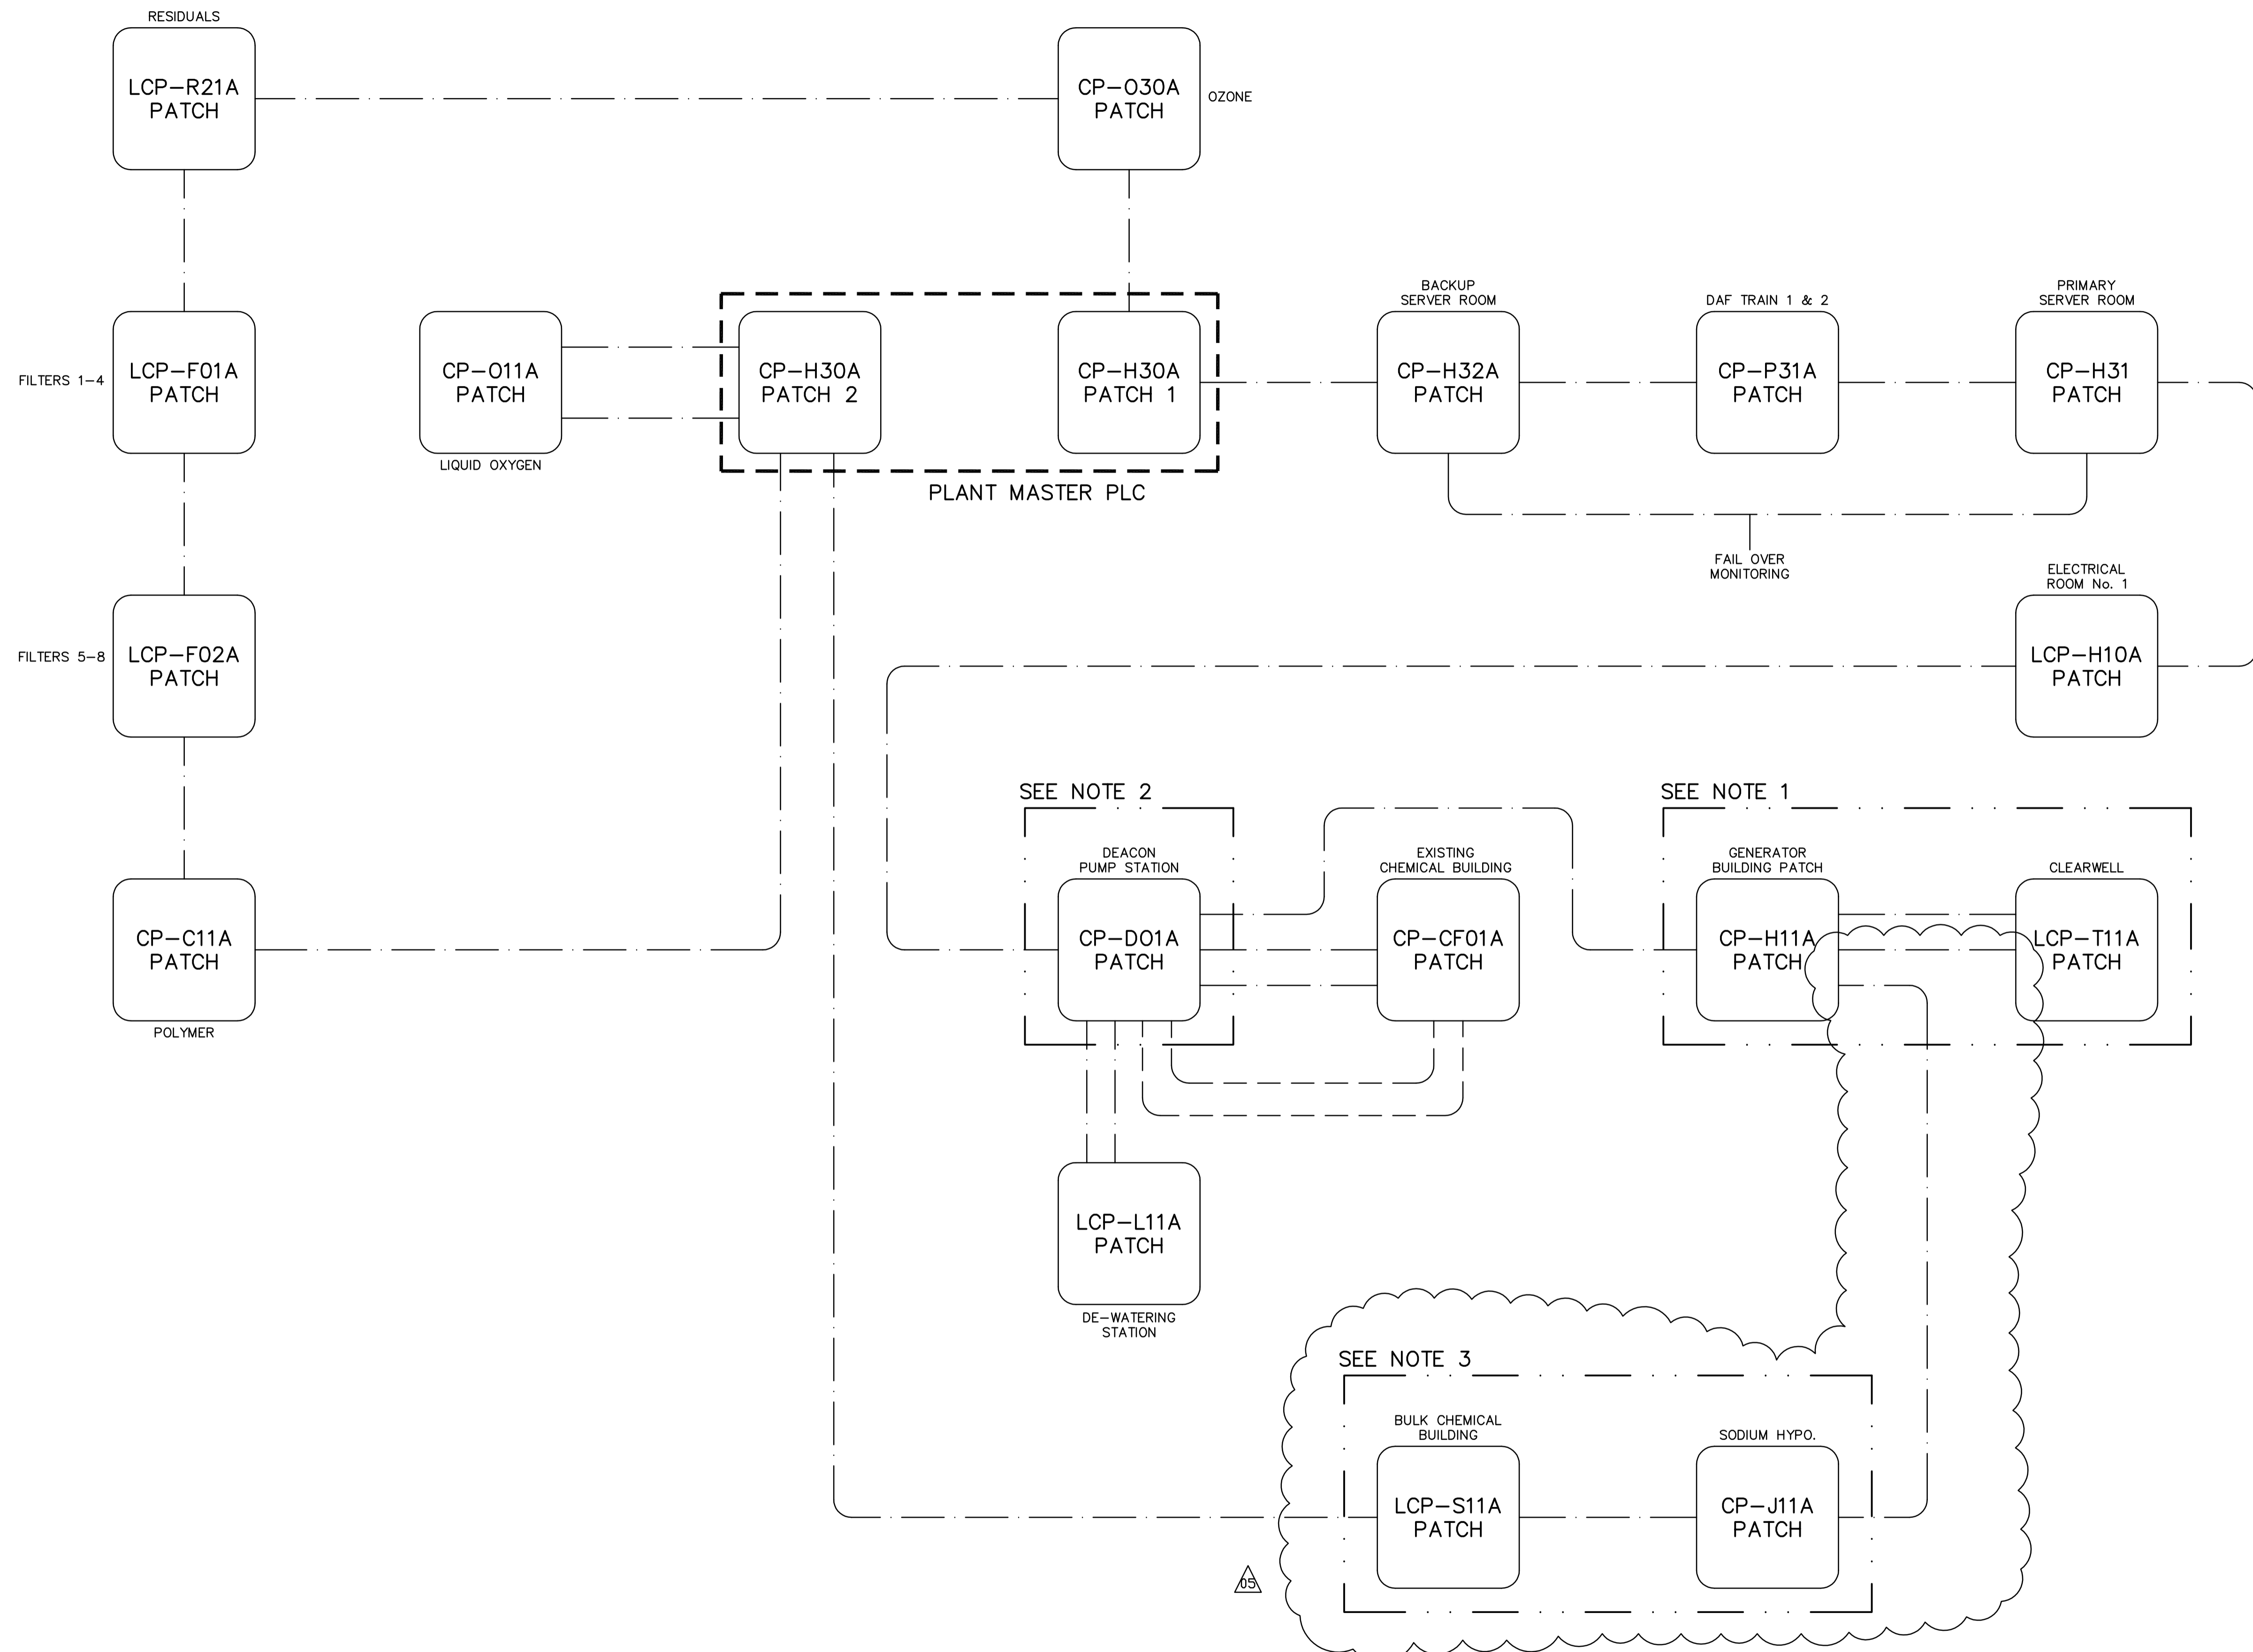 RESIDUALS
LCP-R21A
PATCH
CP-O30A
PATCH
OZONE
FILTERS 1-4
LCP-F01A
PATCH
CP-O11A
PATCH
LIQUID OXYGEN
CP-H30A
PATCH 2
CP-H30A
PATCH 1
PLANT MASTER PLC
BACKUP
SERVER ROOM
CP-H32A
PATCH
DAF TRAIN 1 & 2
CP-P31A
PATCH
PRIMARY
SERVER ROOM
CP-H31
PATCH
FAIL OVER
MONITORING
FILTERS 5-8
LCP-F02A
PATCH
ELECTRICAL
ROOM No. 1
LCP-H10A
PATCH
CP-C11A
PATCH
POLYMER
SEE NOTE 2
DEACON
PUMP STATION
CP-D01A
PATCH
EXISTING
CHEMICAL BUILDING
CP-CF01A
PATCH
SEE NOTE 1
GENERATOR
BUILDING PATCH
CP-H11A
PATCH
CLEARWELL
LCP-T11A
PATCH
LCP-L11A
PATCH
DE-WATERING
STATION
SEE NOTE 3
BULK CHEMICAL
BUILDING
LCP-S11A
PATCH
SODIUM HYPO.
CP-J11A
PATCH
05